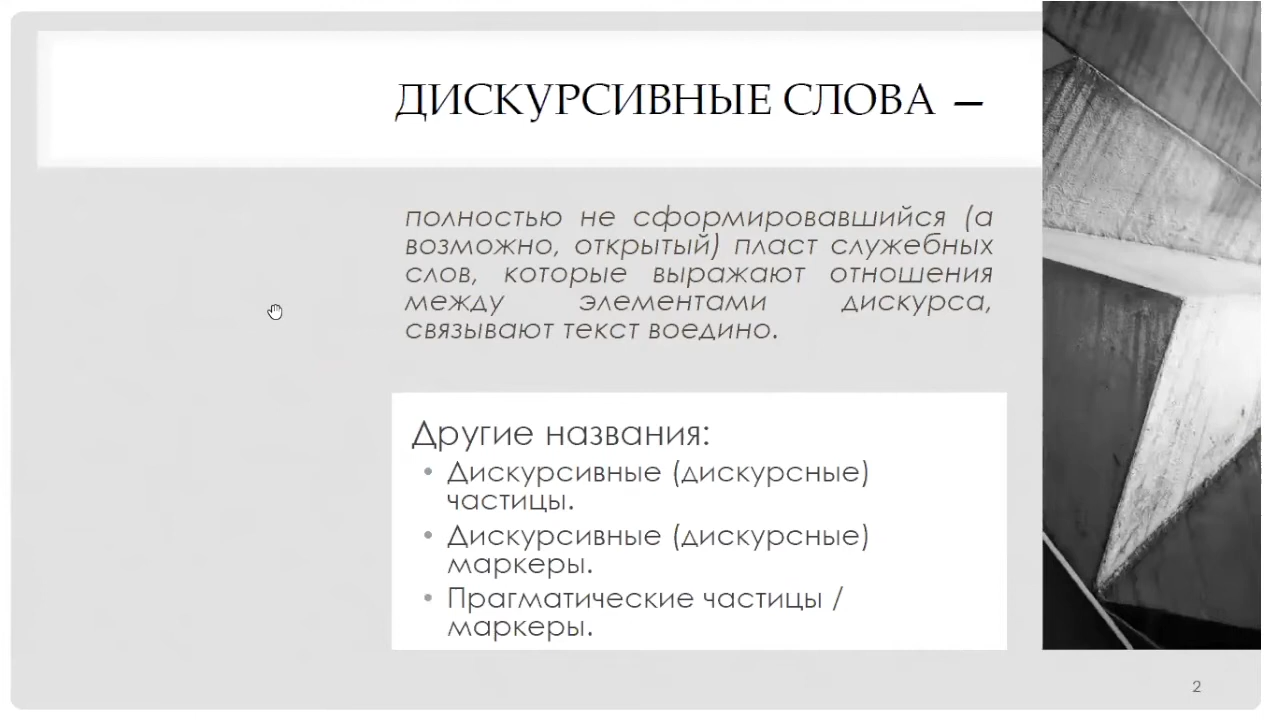 ДИСКУРСИВНЫЕ СЛОВА –
полностью не сформировавшийся (а
возможно, открытый) пласт служебных
слов, которые выражают отношения
между элементами дискурса,
связывают текст воедино.
Другие названия:
• Дискурсивные (дискурсные)
частицы.
• Дискурсивные (дискурсные)
маркеры.
• Прагматические частицы /
маркеры.
2